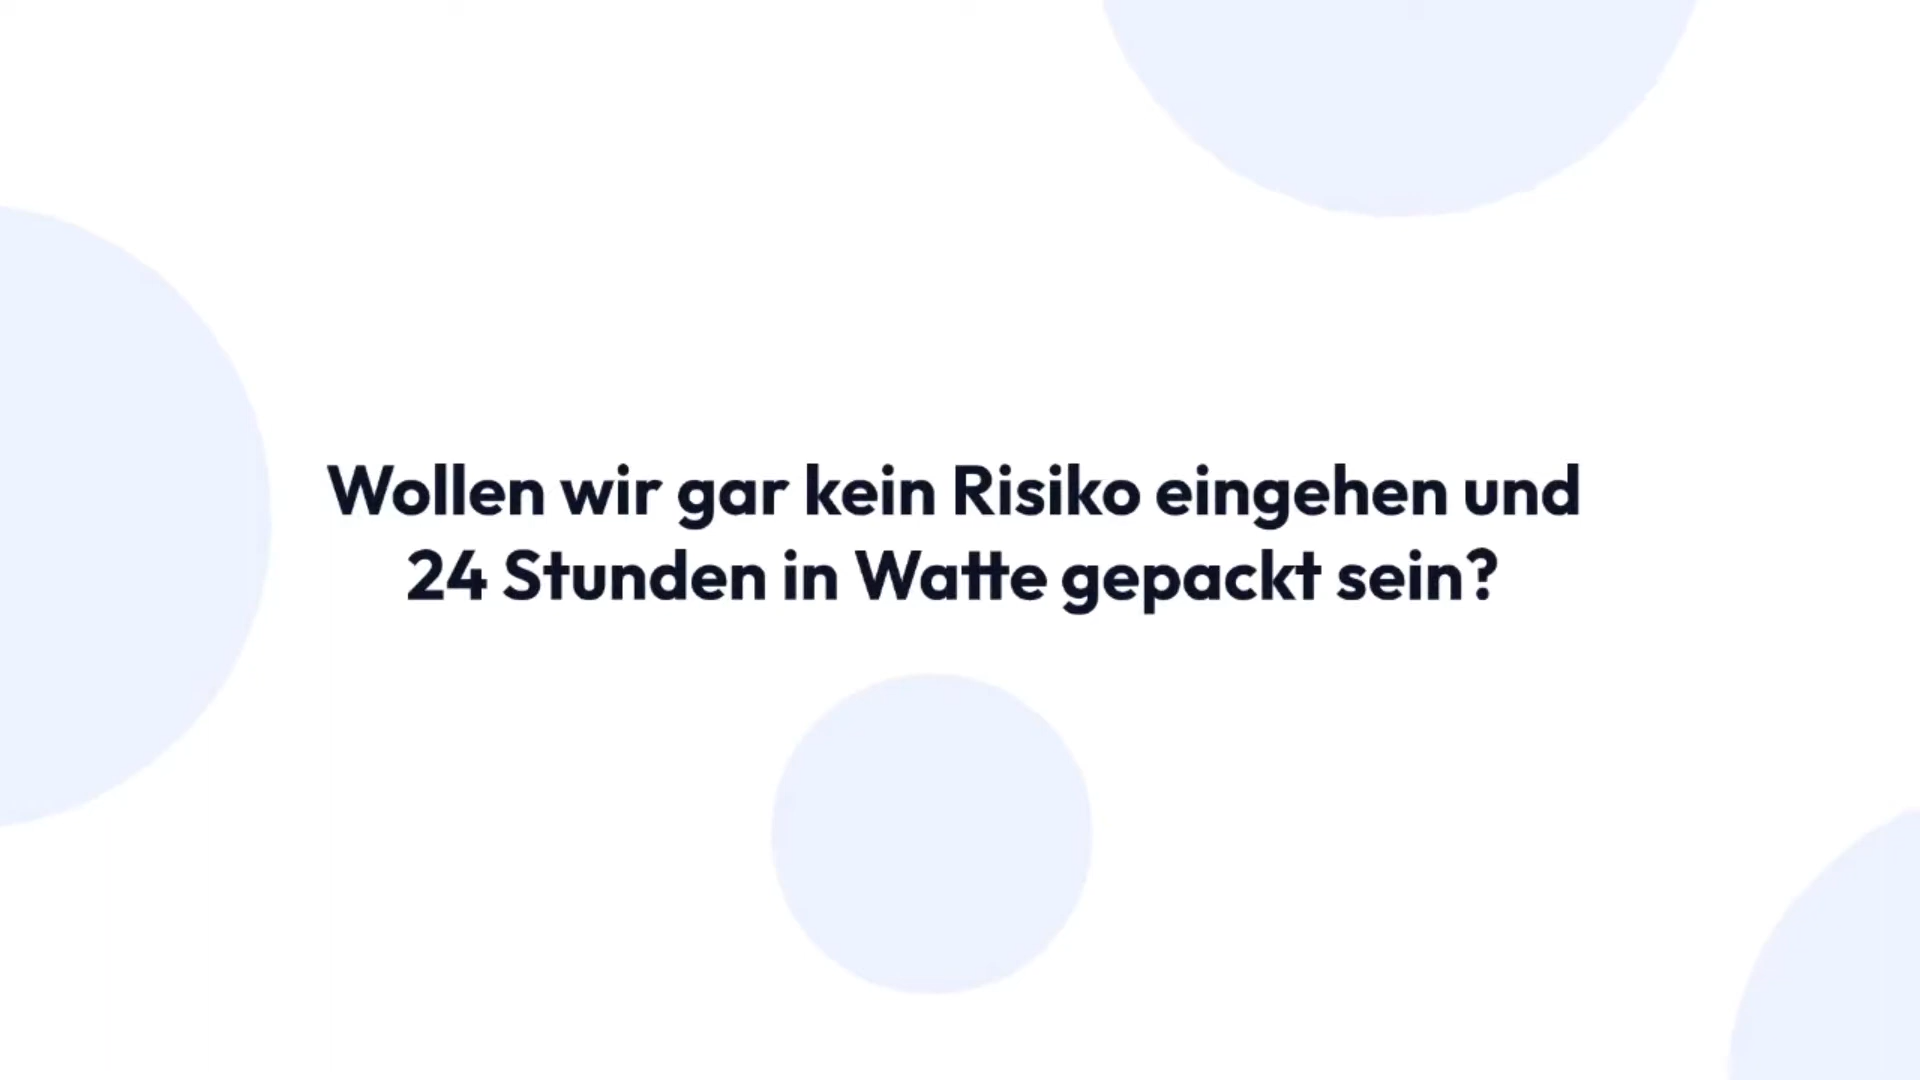 Wollen wir gar kein Risiko eingehen und
24 Stunden in Watte gepackt sein?